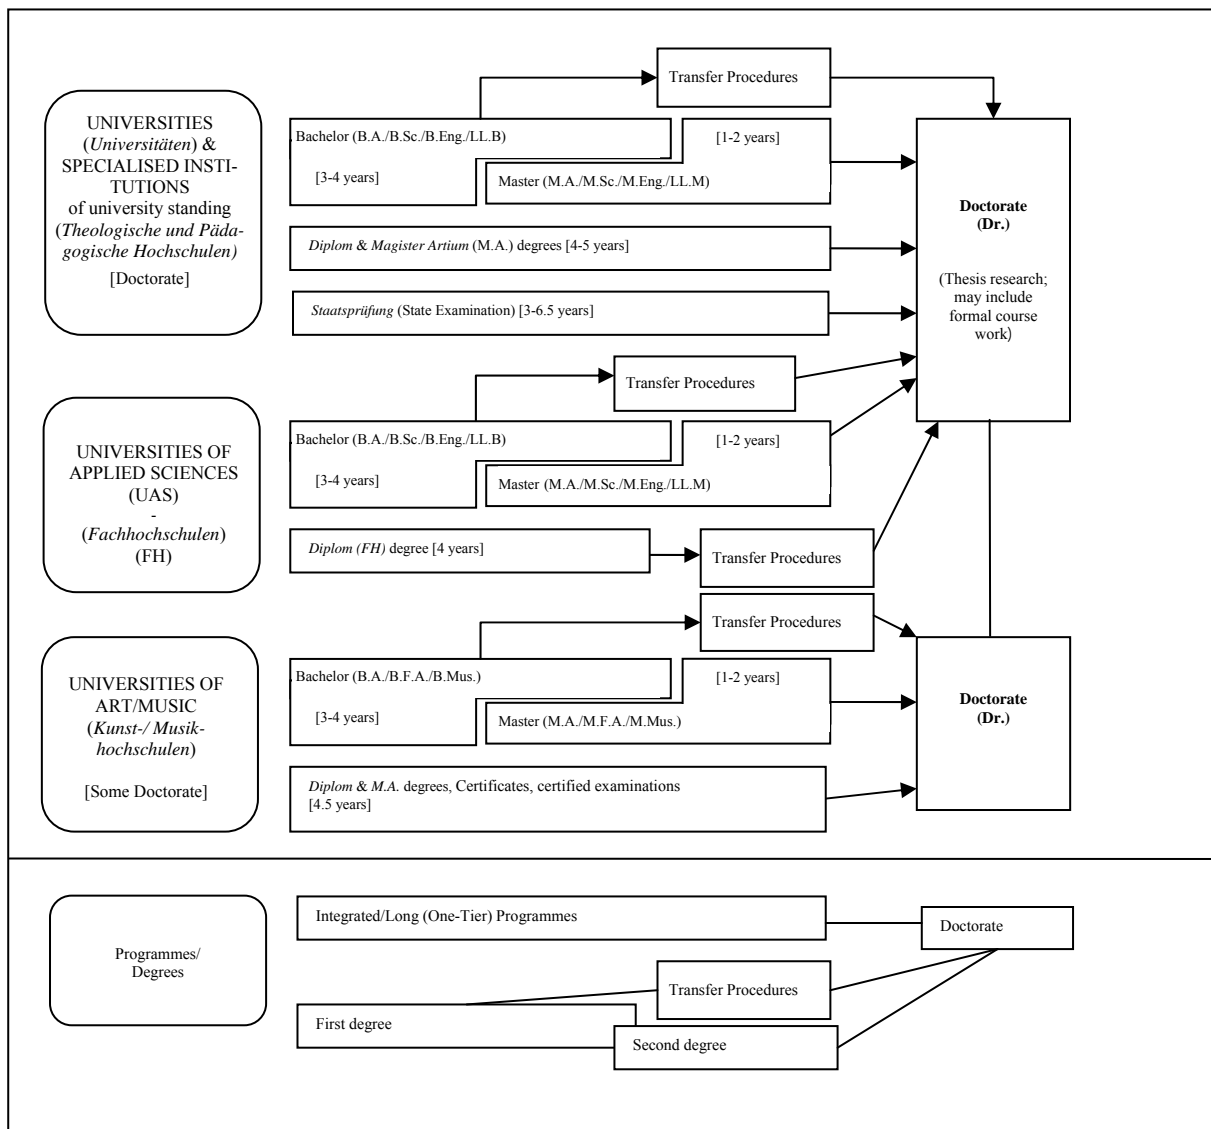 Transfer Procedures
UNIVERSITIES
(Universitäten) &
SPECIALISED INSTI-
TUTIONS
of university standing
(Theologische und Päda-
gogische Hochschulen)
[Doctorate]
Bachelor (B.A./B.Sc./B.Eng./LL.B)
[3-4 years]
[1-2 years]
Master (M.A./M.Sc./M.Eng./LL.M)
Diplom & Magister Artium (M.A.) degrees [4-5 years]
Staatsprüfung (State Examination) [3-6.5 years]
Doctorate
(Dr.)
(Thesis research;
may include
formal course
work)
Transfer Procedures
UNIVERSITIES OF
APPLIED SCIENCES
(UAS)
-
(Fachhochschulen)
(FH)
Bachelor (B.A./B.Sc./B.Eng./LL.B)
[3-4 years]
[1-2 years]
Master (M.A./M.Sc./M.Eng./LL.M)
Diplom (FH) degree [4 years]
Transfer Procedures
Transfer Procedures
UNIVERSITIES OF
ART/MUSIC
(Kunst-/ Musik-
hochschulen)
[Some Doctorate]
Bachelor (B.A./B.F.A./B.Mus.)
[3-4 years]
[1-2 years]
Master (M.A./M.F.A./M.Mus.)
Diplom & M.A. degrees, Certificates, certified examinations
[4.5 years]
Doctorate
(Dr.)
Programmes/
Degrees
Integrated/Long (One-Tier) Programmes
Doctorate
Transfer Procedures
First degree
Second degree